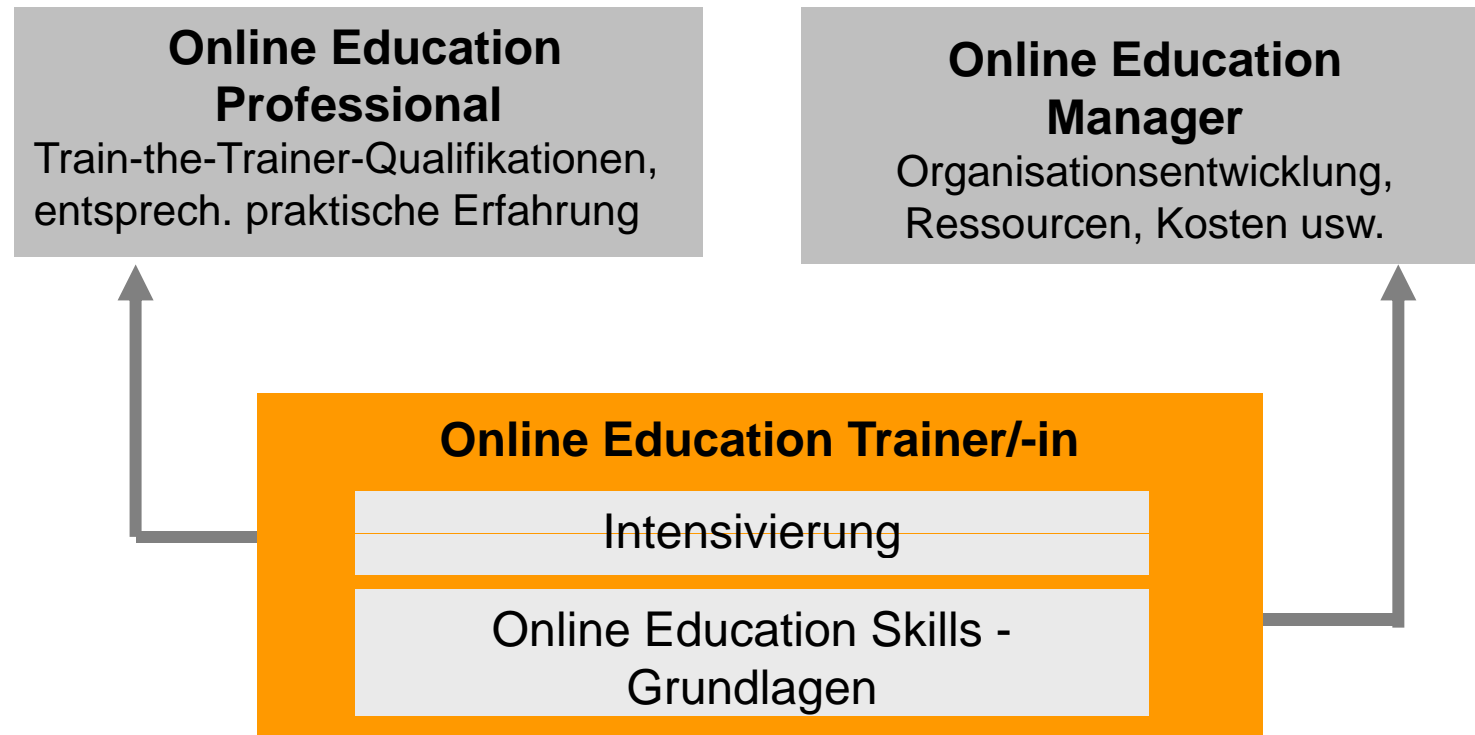 Online Education
Professional
Train-the-Trainer-Qualifikationen,
entsprech. praktische Erfahrung
Online Education
Manager
Organisationsentwicklung,
Ressourcen, Kosten usw.
Online Education Trainer/-in
Intensivierung
Online Education Skills -
Grundlagen